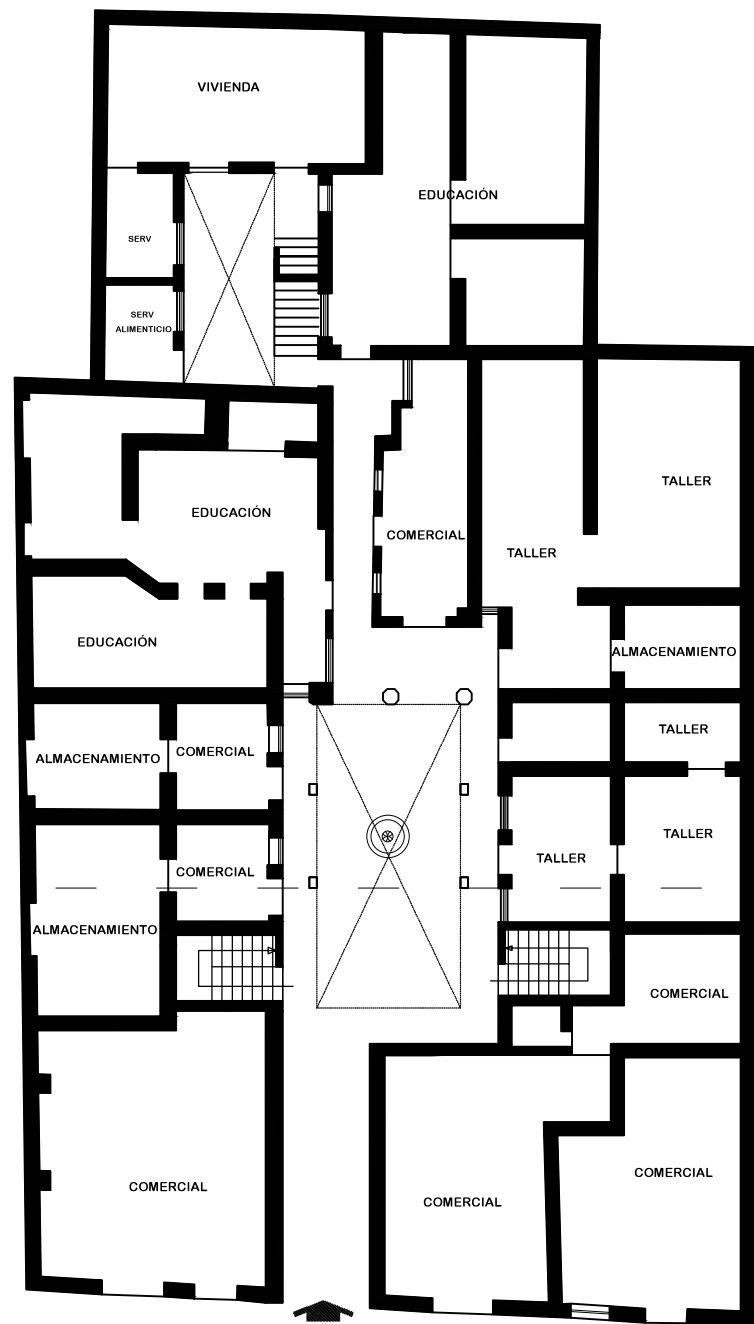 VIVIENDA
EDUCACIÓN
SERV
SERV
ALIMENTICIO
TALLER
EDUCACIÓN
COMERCIAL
TALLER
EDUCACIÓN
ALMACENAMIENTO
TALLER
COMERCIAL
ALMACENAMIENTO
TALLER
TALLER
COMERCIAL
ALMACENAMIENTO
COMERCIAL
COMERCIAL
COMERCIAL
COMERCIAL